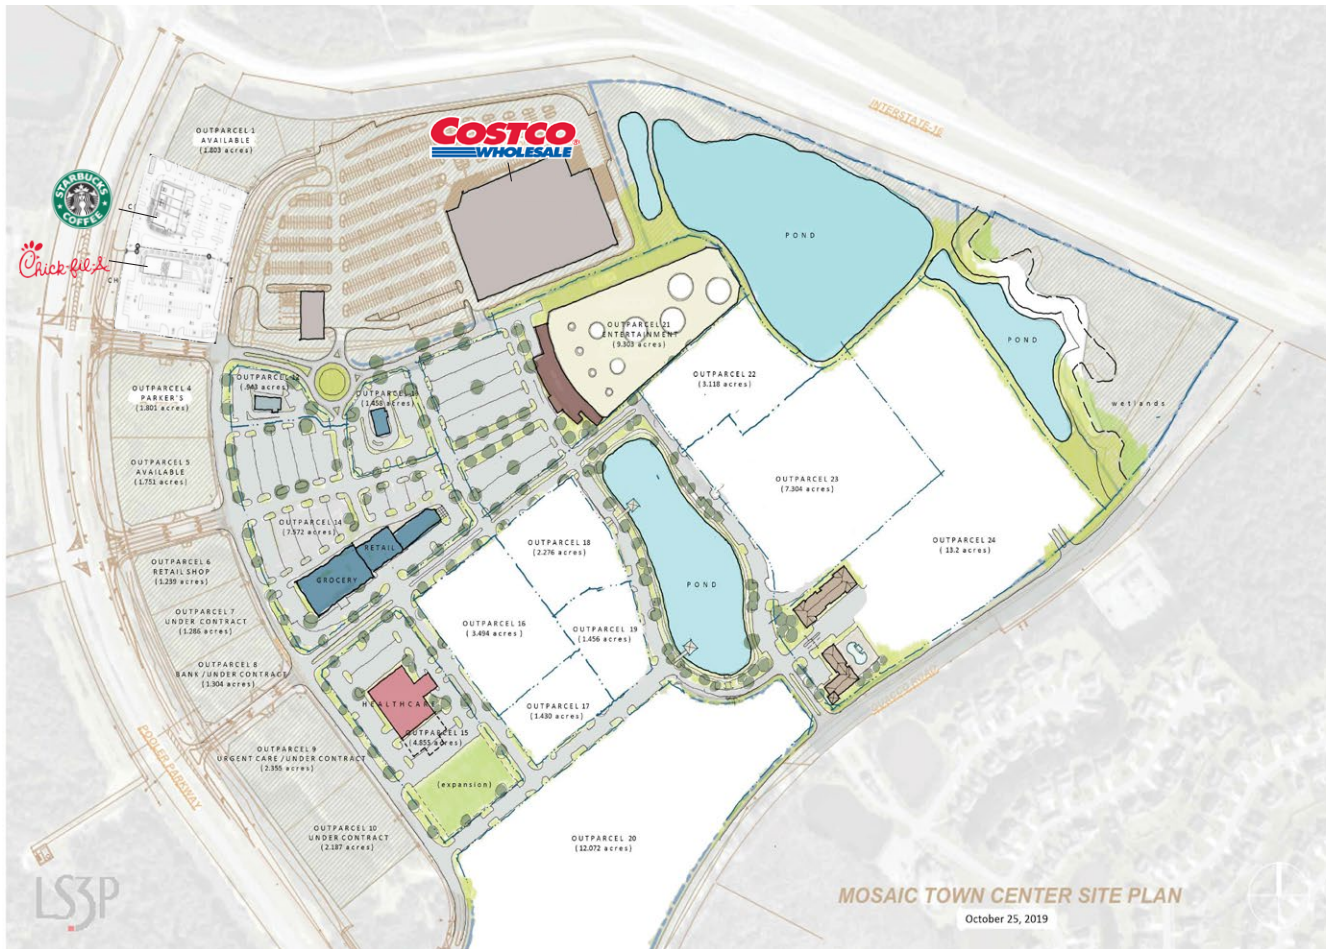 INTERSTATE-16
OUTPARCEL 1
AVAILABLE
(1.803 acres)
COSTCO
WHOLESALE
STARBUCKS
COFFEE
Chick-fil-A
POND
POND
wetlands
OUTPARCEL 21
ENTERTAINMENT
(9.303 acres)
OUTPARCEL 22
(3.118 acres)
OUTPARCEL 4
PARKER'S
(1.801 acres)
OUTPARCEL 12
(.943 acres)
(1.458 acres)
OUTPARCEL 5
AVAILABLE
(1.751 acres)
OUTPARCEL 23
(7.304 acres)
OUTPARCEL 14
(7.572 acres)
RETAIL
GROCERY
OUTPARCEL 18
(2.276 acres)
OUTPARCEL 24
(13.2 acres)
POND
OUTPARCEL 6
RETAIL SHOP
(1.239 acres)
OUTPARCEL 7
UNDER CONTRACT
(1.286 acres)
OUTPARCEL 16
(3.494 acres)
OUTPARCEL 19
(1.456 acres)
OUTPARCEL 8
BANK / UNDER CONTRACT
(1.304 acres)
HEALTHCARE
OUTPARCEL 15
(4.855 acres)
OUTPARCEL 17
(1.430 acres)
POOLER PARKWAY
OUTPARCEL 9
URGENT CARE / UNDER CONTRACT
(2.355 acres)
(expansion)
OUTPARCEL 10
UNDER CONTRACT
(2.187 acres)
OUTPARCEL 20
(12.072 acres)
LS3P
MOSAIC TOWN CENTER SITE PLAN
October 25, 2019